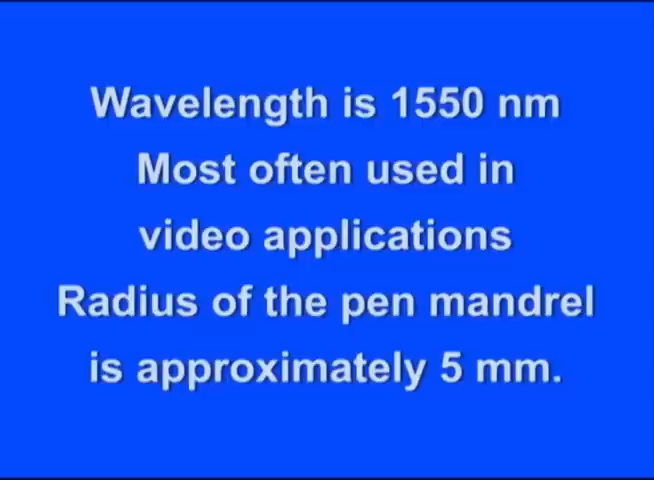 Wavelength is 1550 nm
Most often used in
video applications
Radius of the pen mandrel
is approximately 5 mm.